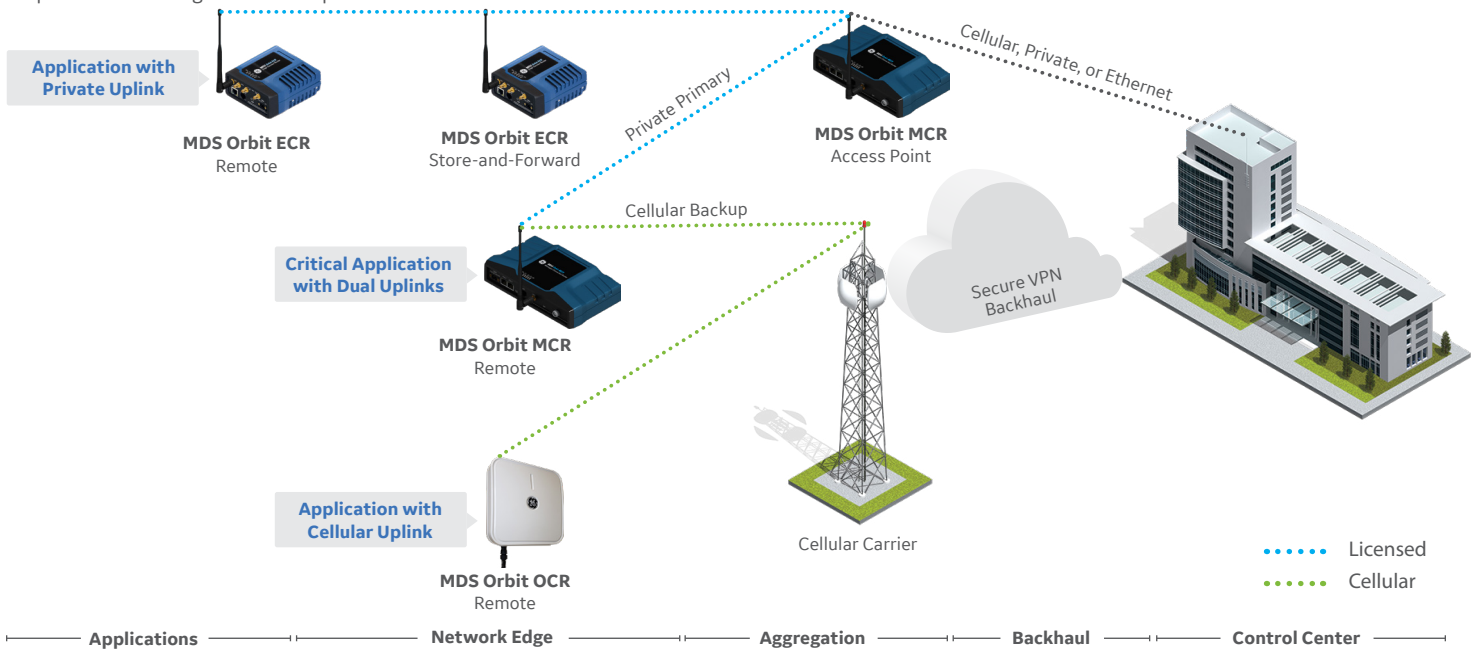 Application with
Private Uplink
MDS Orbit ECR
Remote
MDS Orbit ECR
Store-and-Forward
MDS Orbit MCR
Access Point
Cellular, Private, or Ethernet
Private Primary
Cellular Backup
Critical Application
with Dual Uplinks
MDS Orbit MCR
Remote
Secure VPN
Backhaul
Application with
Cellular Uplink
MDS Orbit OCR
Remote
Cellular Carrier
Licensed
Cellular
Applications
Network Edge
Aggregation
Backhaul
Control Center